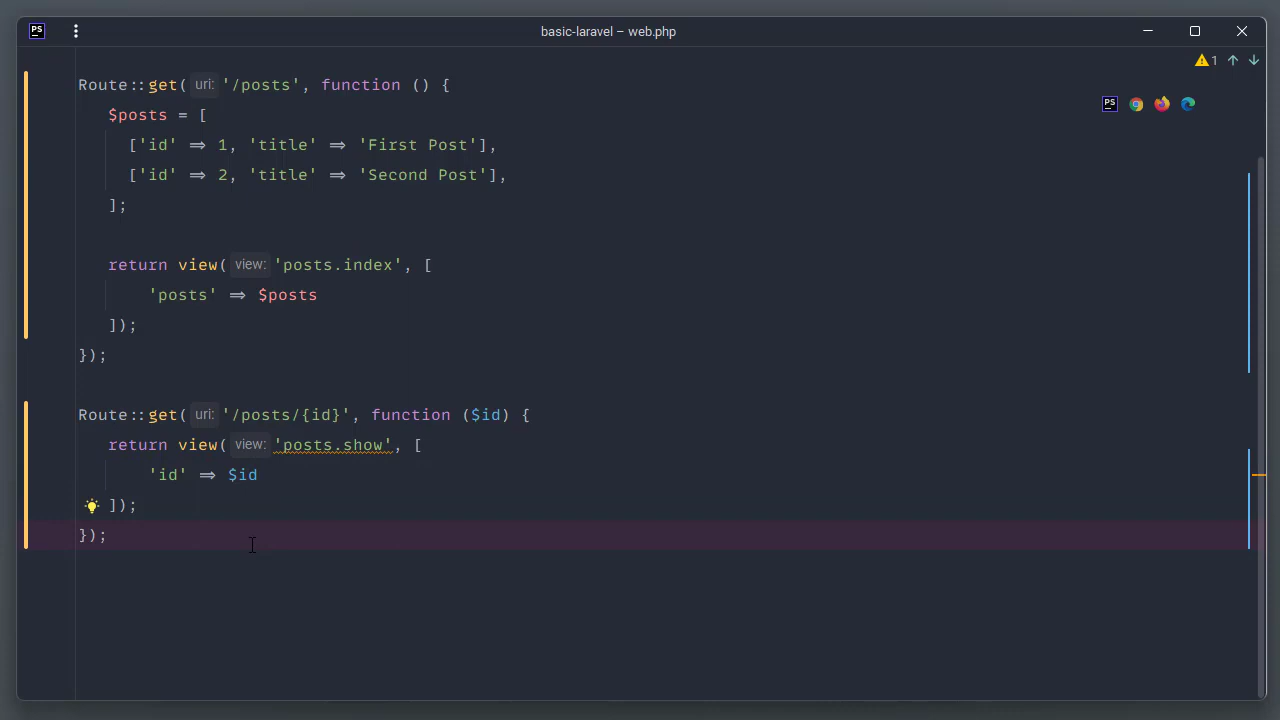 PS basic-laravel – web.php
1
Route::get( uri: '/posts', function () {
$posts = [
['id' ⇒ 1, 'title' ⇒ 'First Post'],
['id' ⇒ 2, 'title' ⇒ 'Second Post'],
];
return view( view: 'posts.index', [
'posts' ⇒ $posts
]);
});
Route::get( uri: '/posts/{id}', function ($id) {
return view( view: 'posts.show', [
'id' ⇒ $id
]);
});
PS